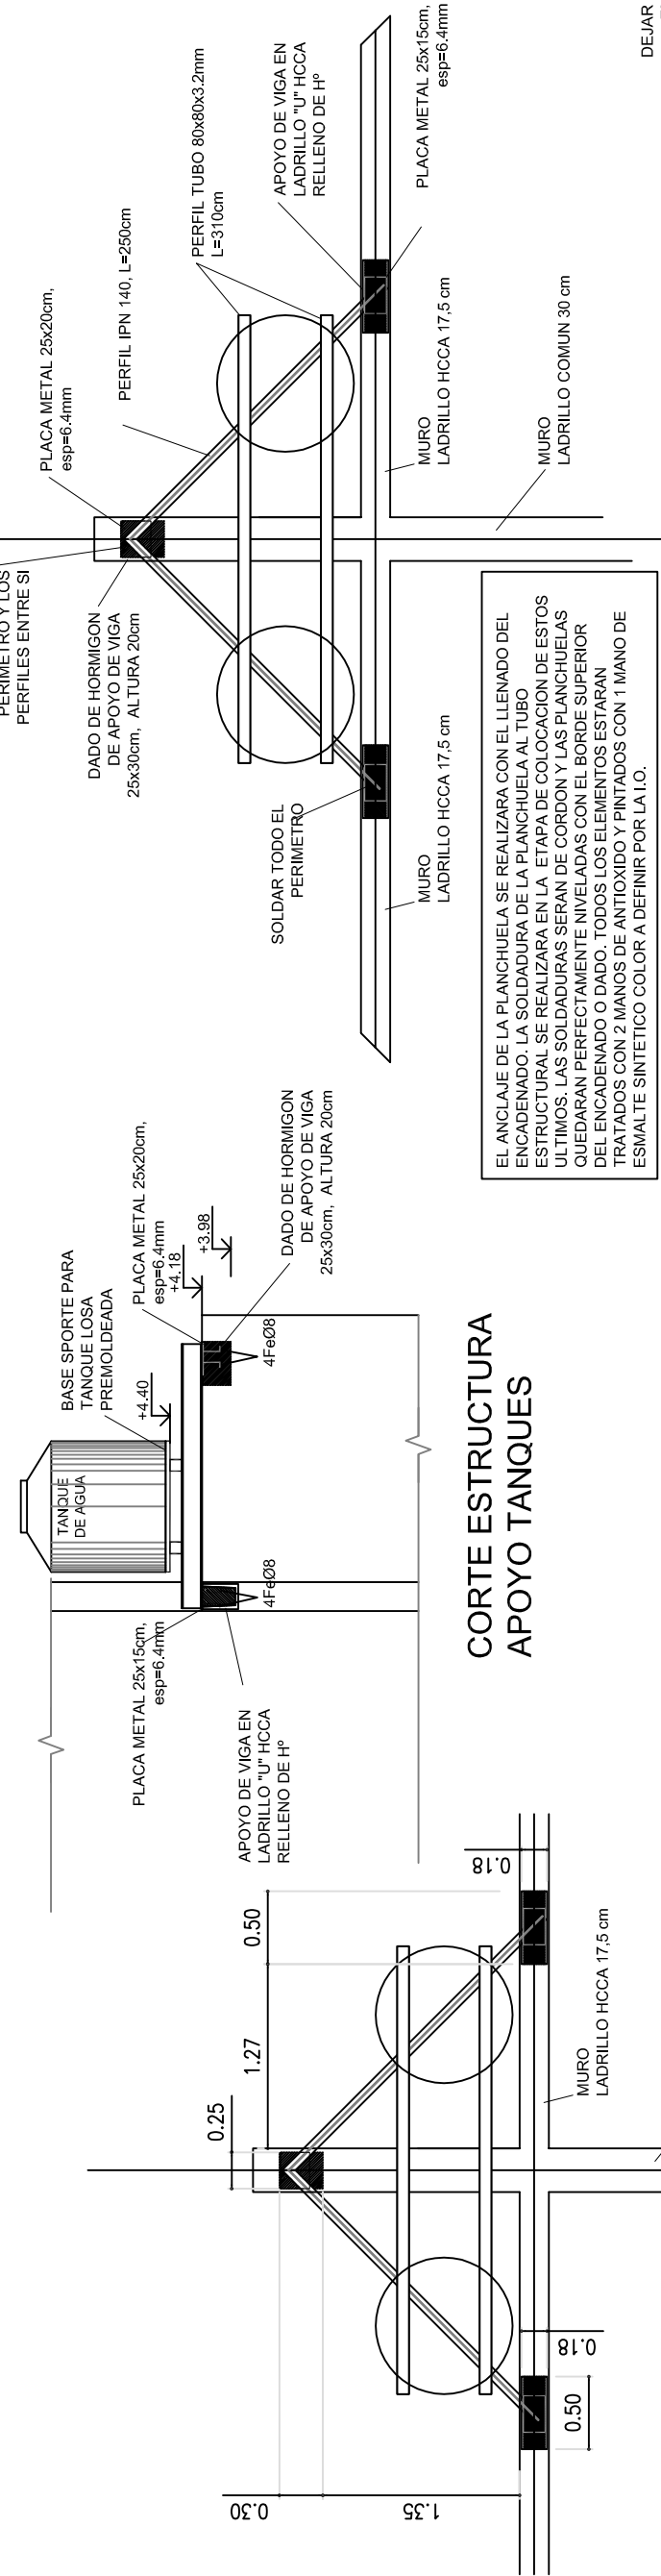 0.30
1.35
0.25
1.27
0.50
0.18
0.50
0.18
MURO
LADRILLO HCCA 17,5 cm
PLACA METAL 25x15cm,
esp=6.4mm
APOYO DE VIGA EN
LADRILLO "U" HCCA
RELLENO DE Hº
TANQUE
DE AGUA
BASE SPORTE PARA
TANQUE LOSA
PREMOLDEADA
+4.40
PLACA METAL 25x20cm,
esp=6.4mm
+4.18
+3.98
DADO DE HORMIGON
DE APOYO DE VIGA
25x30cm, ALTURA 20cm
4FeØ8
4FeØ8
CORTE ESTRUCTURA
APOYO TANQUES
PERIMETRO Y LOS
PERFILES ENTRE SI
DADO DE HORMIGON
DE APOYO DE VIGA
25x30cm, ALTURA 20cm
PLACA METAL 25x20cm,
esp=6.4mm
PERFIL IPN 140, L=250cm
PERFIL TUBO 80x80x3.2mm
L=310cm
APOYO DE VIGA EN
LADRILLO "U" HCCA
RELLENO DE Hº
PLACA METAL 25x15cm,
esp=6.4mm
SOLDAR TODO EL
PERIMETRO
MURO
LADRILLO HCCA 17,5 cm
MURO
LADRILLO HCCA 17,5 cm
MURO
LADRILLO COMUN 30 cm
EL ANCLAJE DE LA PLANCHUELA SE REALIZARA CON EL LLENADO DEL
ENCADENADO. LA SOLDADURA DE LA PLANCHUELA AL TUBO
ESTRUCTURAL SE REALIZARA EN LA ETAPA DE COLOCACION DE ESTOS
ULTIMOS. LAS SOLDADURAS SERAN DE CORDON Y LAS PLANCHUELAS
QUEDARAN PERFECTAMENTE NIVELADAS CON EL BORDE SUPERIOR
DEL ENCADENADO O DADO. TODOS LOS ELEMENTOS ESTARAN
TRATADOS CON 2 MANOS DE ANTIOXIDO Y PINTADOS CON 1 MANO DE
ESMALTE SINTETICO COLOR A DEFINIR POR LA I.O.
DEJAR